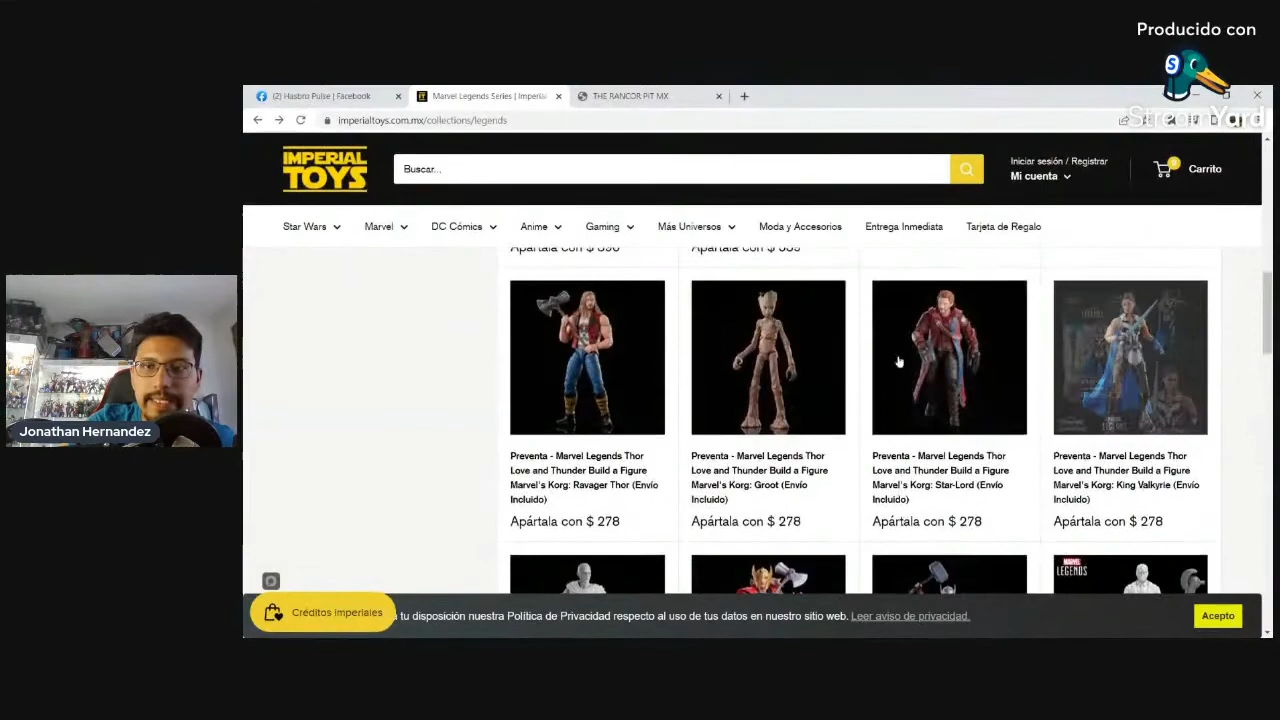 Producido con
StreamYard
(2) Hasbro Pulse | Facebook
Marvel Legends Series | Imperial
THE RANCOR PIT MX
imperialtoys.com.mx/collections/legends
IMPERIAL TOYS
Buscar...
Iniciar sesión / Registrar
Mi cuenta
0
Carrito
Star Wars
Marvel
DC Cómics
Anime
Gaming
Más Universos
Moda y Accesorios
Entrega Inmediata
Tarjeta de Regalo
Preventa - Marvel Legends Thor
Love and Thunder Build a Figure
Marvel's Korg: Ravager Thor (Envío
Incluido)
Apártala con $ 278
Preventa - Marvel Legends Thor
Love and Thunder Build a Figure
Marvel's Korg: Groot (Envío
Incluido)
Apártala con $ 278
Preventa - Marvel Legends Thor
Love and Thunder Build a Figure
Marvel's Korg: Star-Lord (Envío
Incluido)
Apártala con $ 278
Preventa - Marvel Legends Thor
Love and Thunder Build a Figure
Marvel's Korg: King Valkyrie (Envío
Incluido)
Apártala con $ 278
Jonathan Hernandez
MARVEL
LEGENDS
Créditos imperiales
a tu disposición nuestra Política de Privacidad respecto al uso de tus datos en nuestro sitio web. Leer aviso de privacidad.
Acepto